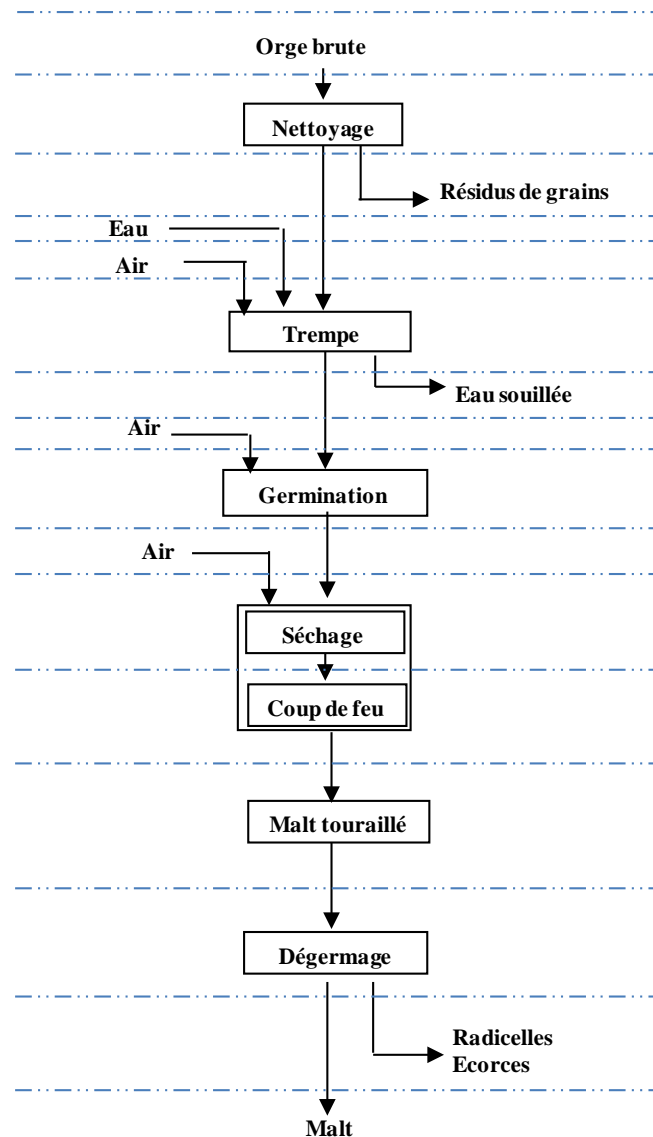 Orge brute
Nettoyage
Résidus de grains
Eau
Air
Trempe
Eau souillée
Air
Germination
Air
Séchage
Coup de feu
Malt touraillé
Dégermage
Radicelles
Ecorces
Malt